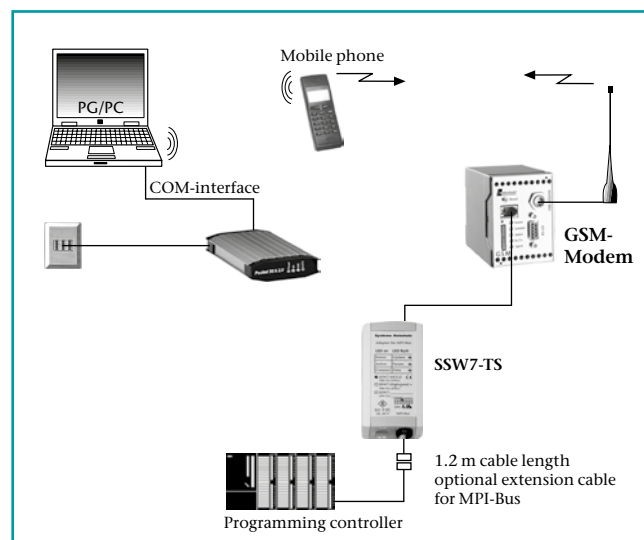 Mobile phone
PG/PC
COM-interface
GSM-
Modem
SSW7-TS
1.2 m cable length
optional extension cable
for MPI-Bus
Programming controller